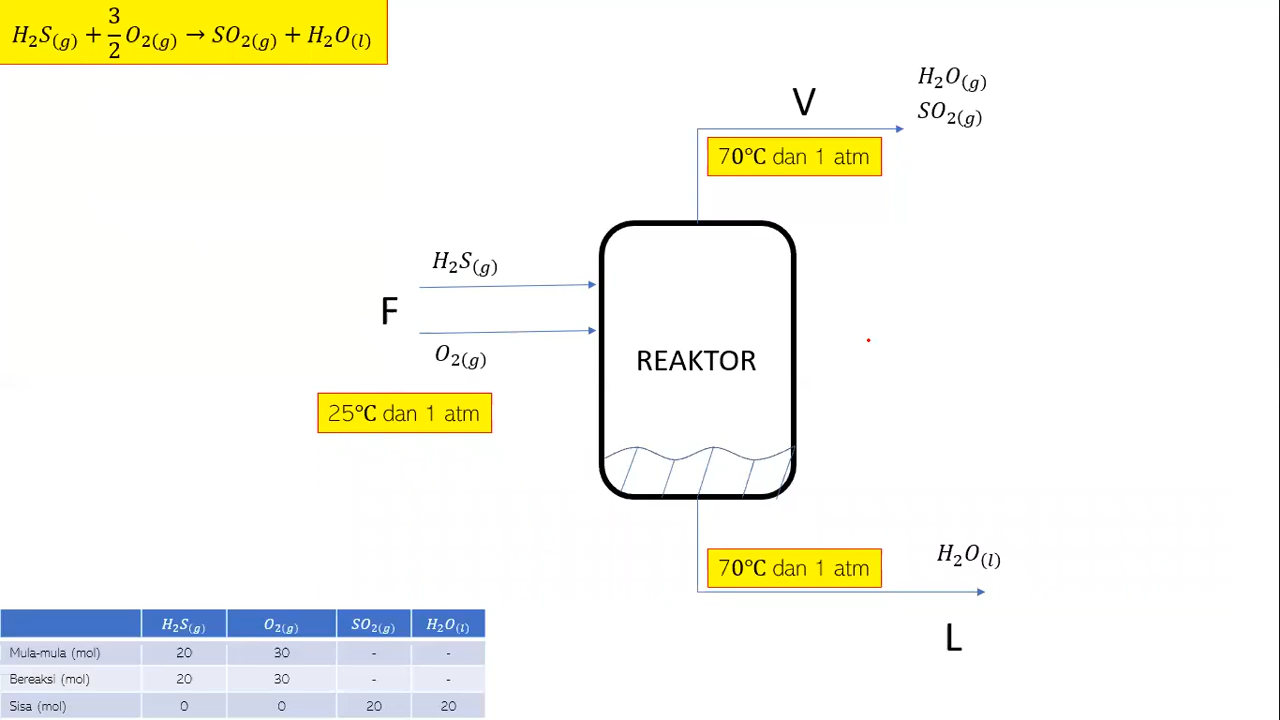 H₂S₍g₎ + 3/2 O₂₍g₎ → SO₂₍g₎ + H₂O₍l₎
H₂O₍g₎
V
SO₂₍g₎
70°C dan 1 atm
H₂S₍g₎
F
O₂₍g₎
REAKTOR
25°C dan 1 atm
70°C dan 1 atm
H₂O₍l₎
L
H₂S₍g₎ O₂₍g₎ SO₂₍g₎ H₂O₍l₎
Mula-mula (mol) 20 30 - -
Bereaksi (mol) 20 30 - -
Sisa (mol) 0 0 20 20